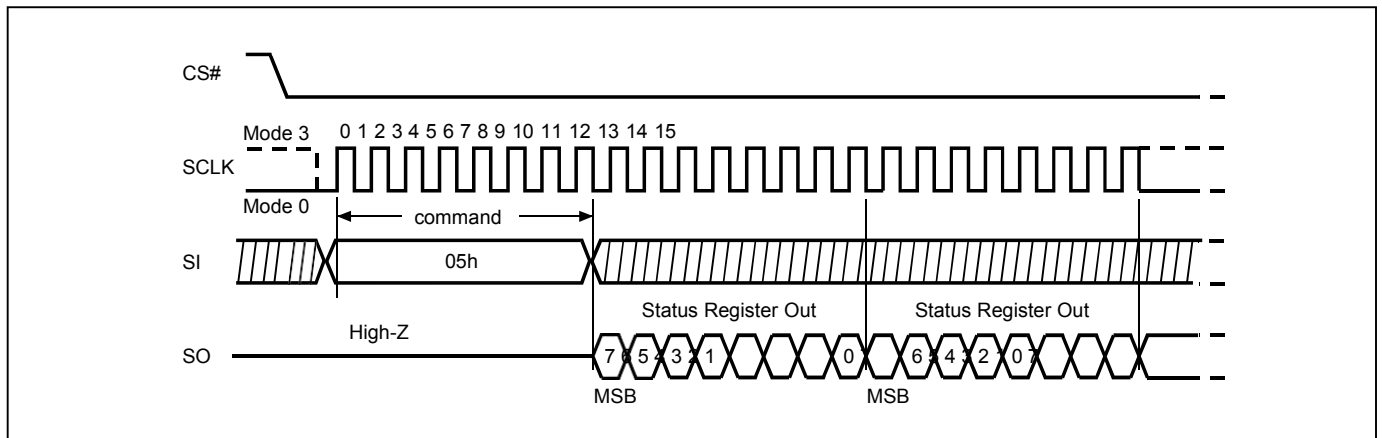 CS#
Mode 3
0 1 2 3 4 5 6 7 8 9 10 11 12 13 14 15
SCLK
Mode 0
command
SI
05h
Status Register Out
Status Register Out
High-Z
SO
7 6 5 4 3 2 1 0
6 5 4 3 2 1 0 7
MSB
MSB